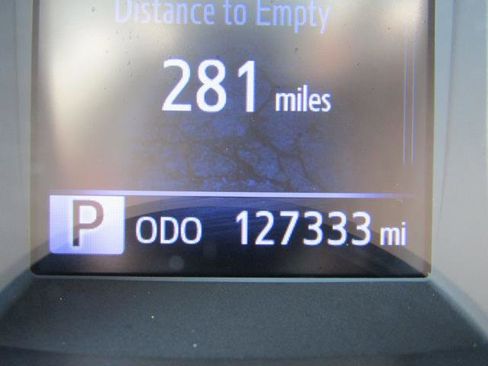 Distance to Empty
281 miles
P ODO 127333 mi